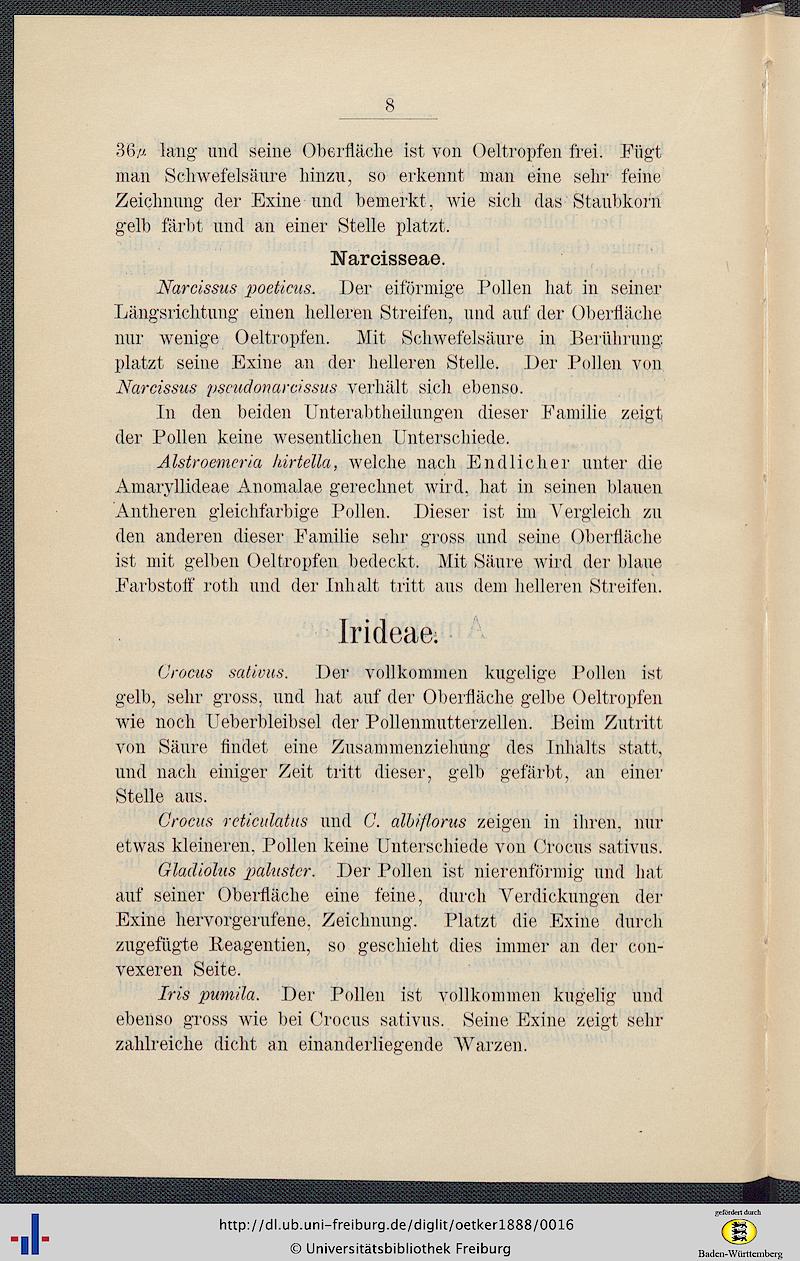 8
36μ lang und seine Oberfläche ist von Oeltropfen frei. Fügt
man Schwefelsäure hinzu, so erkennt man eine sehr feine
Zeichnung der Exine und bemerkt, wie sich das Staubkorn
gelb färbt und an einer Stelle platzt.
Narcisseae.
Narcissus poeticus. Der eiförmige Pollen hat in seiner
Längsrichtung einen helleren Streifen, und auf der Oberfläche
nur wenige Oeltropfen. Mit Schwefelsäure in Berührung
platzt seine Exine an der helleren Stelle. Der Pollen von
Narcissus pseudonarcissus verhält sich ebenso.
In den beiden Unterabtheilungen dieser Familie zeigt
der Pollen keine wesentlichen Unterschiede.
Alstroemeria hirtella, welche nach Endlicher unter die
Amaryllideae Anomalae gerechnet wird, hat in seinen blauen
Antheren gleichfarbige Pollen. Dieser ist im Vergleich zu
den anderen dieser Familie sehr gross und seine Oberfläche
ist mit gelben Oeltropfen bedeckt. Mit Säure wird der blaue
Farbstoff roth und der Inhalt tritt aus dem helleren Streifen.
Irideae.
Crocus sativus. Der vollkommen kugelige Pollen ist
gelb, sehr gross, und hat auf der Oberfläche gelbe Oeltropfen
wie noch Ueberbleibsel der Pollenmutterzellen. Beim Zutritt
von Säure findet eine Zusammenziehung des Inhalts statt,
und nach einiger Zeit tritt dieser, gelb gefärbt, an einer
Stelle aus.
Crocus reticulatus und C. albiflorus zeigen in ihren, nur
etwas kleineren, Pollen keine Unterschiede von Crocus sativus.
Gladiolus paluster. Der Pollen ist nierenförmig und hat
auf seiner Oberfläche eine feine, durch Verdickungen der
Exine hervorgerufene, Zeichnung. Platzt die Exine durch
zugefügte Reagentien, so geschieht dies immer an der con-
vexeren Seite.
Iris pumila. Der Pollen ist vollkommen kugelig und
ebenso gross wie bei Crocus sativus. Seine Exine zeigt sehr
zahlreiche dicht an einanderliegende Warzen.
http://dl.ub.uni-freiburg.de/diglit/oetker1888/0016
© Universitätsbibliothek Freiburg
gefördert durch
Baden-Württemberg